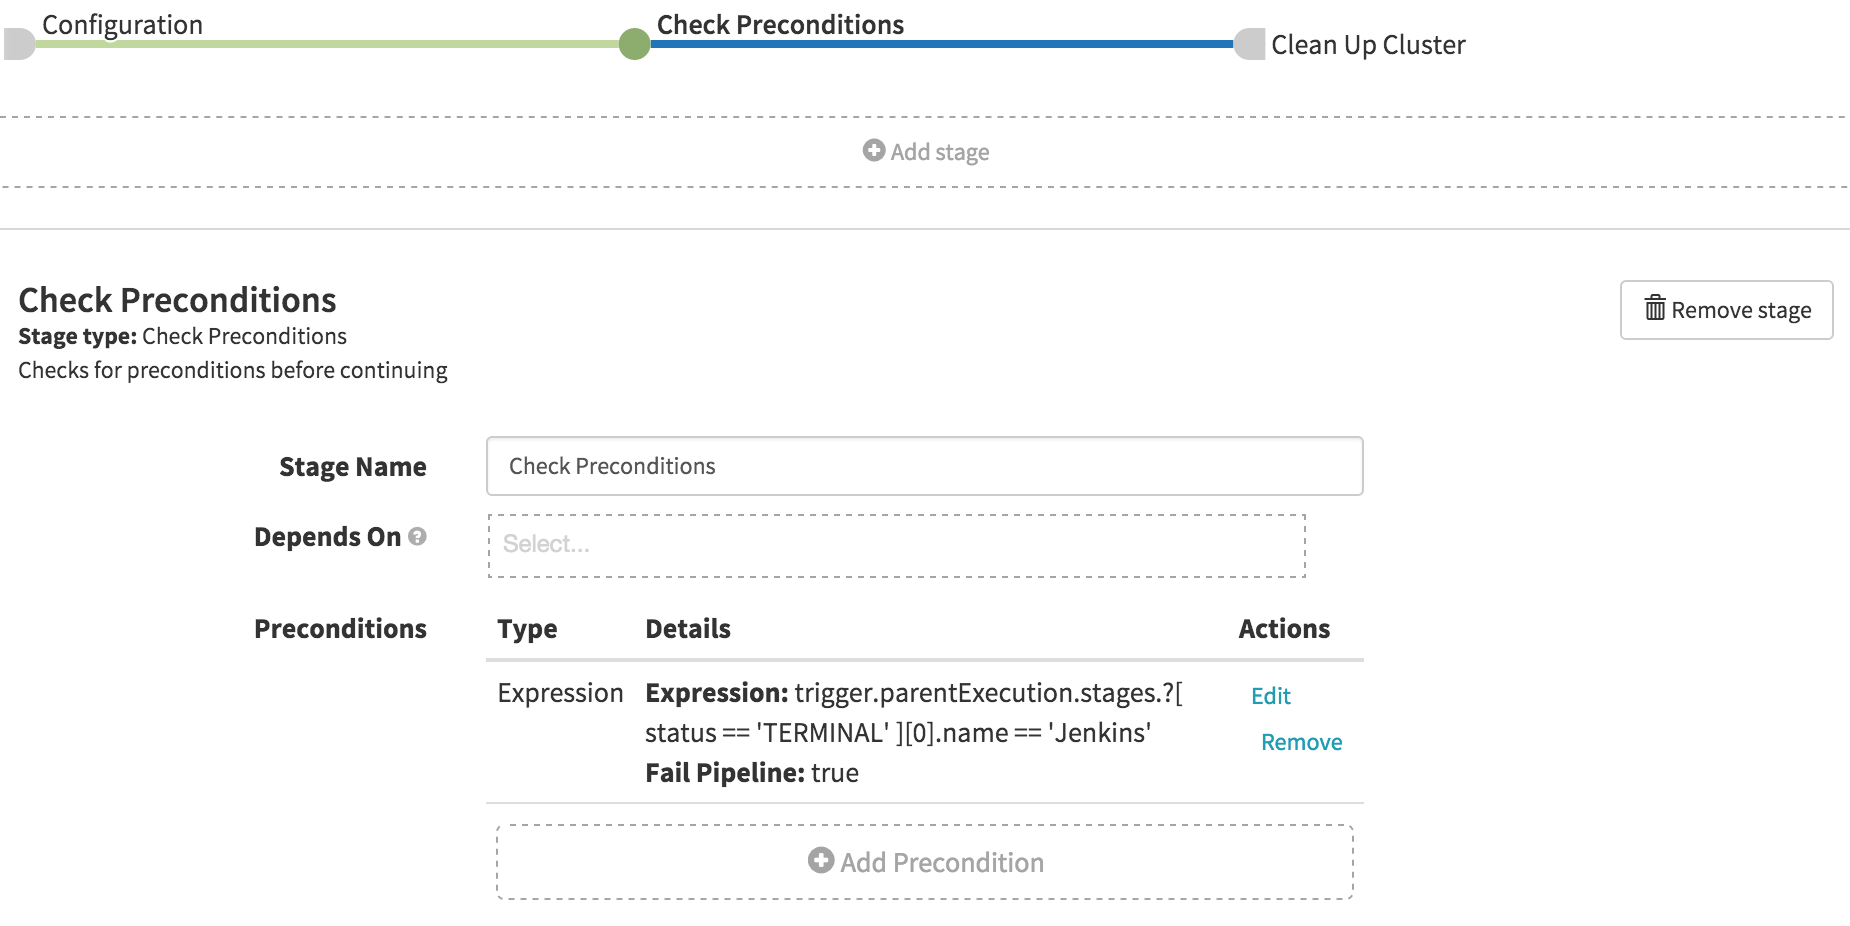 Configuration
Check Preconditions
Clean Up Cluster
Add stage
Check Preconditions
Remove stage
Stage type: Check Preconditions
Checks for preconditions before continuing
Stage Name
Check Preconditions
Depends On ?
Select...
Preconditions
Type Details Actions
Expression Expression: trigger.parentExecution.stages.?[ Edit
status == 'TERMINAL' ][0].name == 'Jenkins' Remove
Fail Pipeline: true
Add Precondition